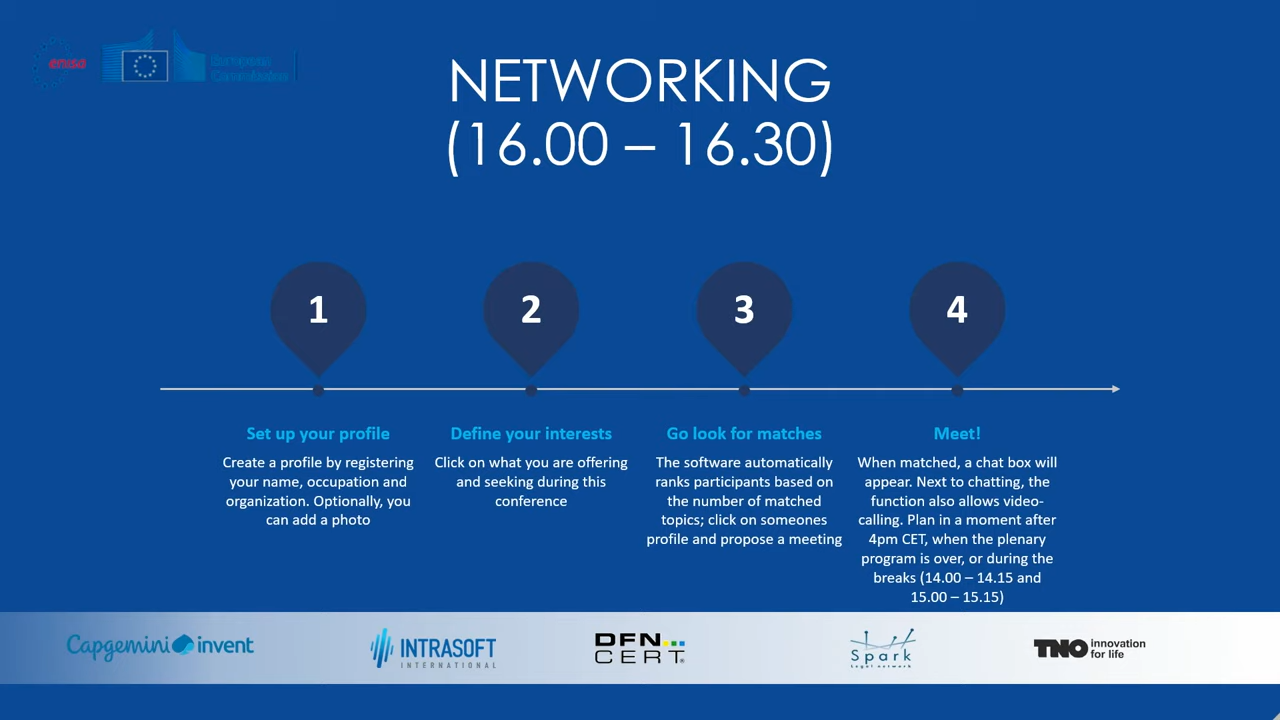 enisa
European
Commission
NETWORKING
(16.00 – 16.30)
1
2
3
4
Set up your profile
Create a profile by registering
your name, occupation and
organization. Optionally, you
can add a photo
Define your interests
Click on what you are offering
and seeking during this
conference
Go look for matches
The software automatically
ranks participants based on
the number of matched
topics; click on someones
profile and propose a meeting
Meet!
When matched, a chat box will
appear. Next to chatting, the
function also allows video-
calling. Plan in a moment after
4pm CET, when the plenary
program is over, or during the
breaks (14.00 – 14.15 and
15.00 – 15.15)
Capgemini invent
INTRASOFT
INTERNATIONAL
DFN
CERT®
Spark
Legal network
TNO innovation
for life